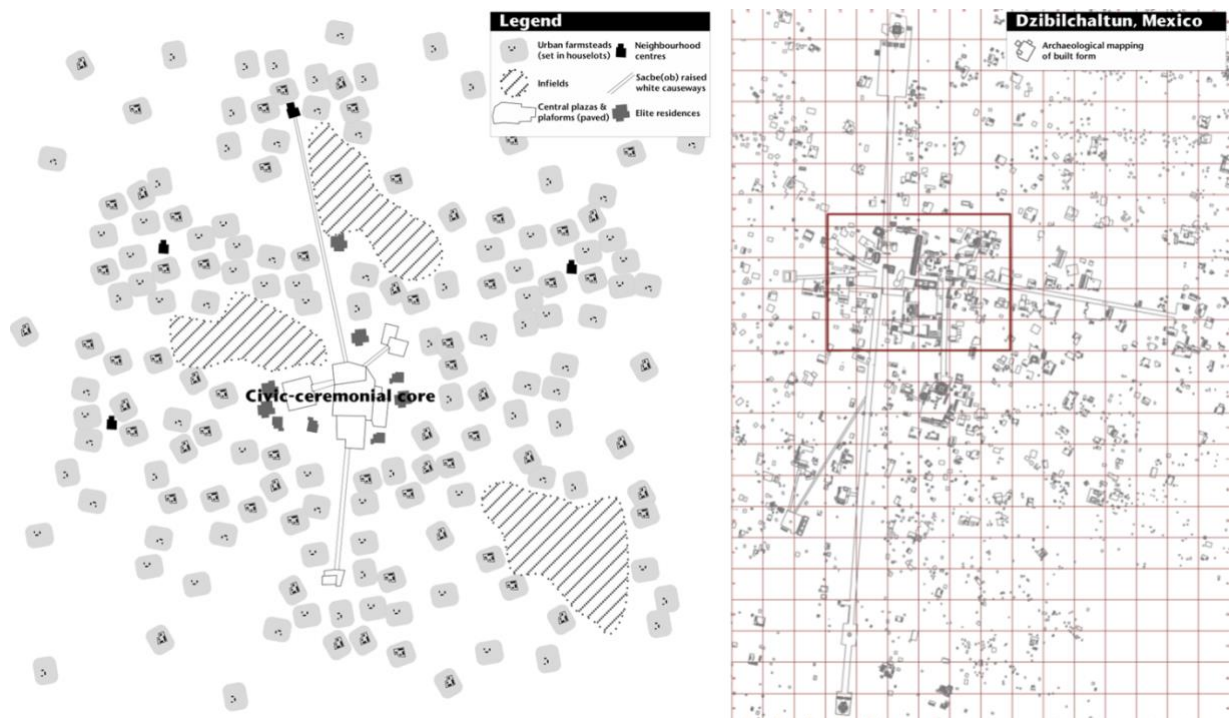 Legend
Urban farmsteads
(set in houselots)
Neighbourhood
centres
Infields
Sacbe(ob) raised
white causeways
Central plazas &
plaforms (paved)
Elite residences
Civic-ceremonial core
Dzibilchaltun, Mexico
Archaeological mapping
of built form